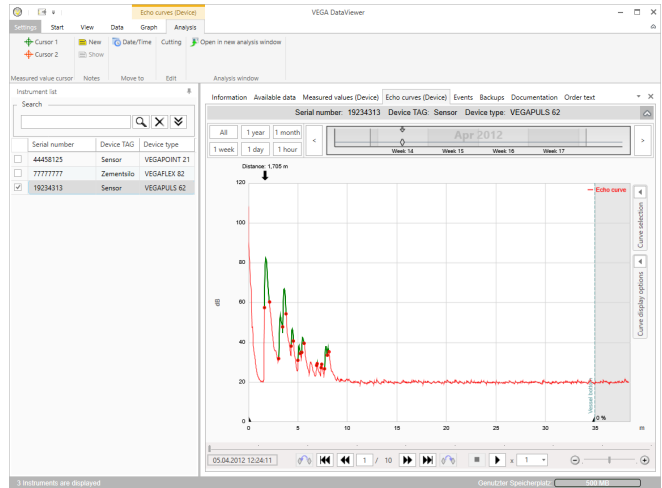 Echo curves (Device)
VEGA DataViewer
Settings Start View Data Graph Analysis
Cursor 1 New Date/Time Cutting Open in new analysis window
Cursor 2 Show
Measured value cursor Notes Move to Edit Analysis window
Instrument list
Search
Serial number Device TAG Device type
44458125 Sensor VEGAPOINT 21
77777777 Zementsilo VEGAFLEX 82
19234313 Sensor VEGAPULS 62
Information Available data Measured values (Device) Echo curves (Device) Events Backups Documentation Order text
Serial number: 19234313 Device TAG: Sensor Device type: VEGAPULS 62
All 1 year 1 month
1 week 1 day 1 hour
< Apr 2012 >
Week 14 Week 15 Week 16 Week 17
Distance: 1,705 m
120
100
80
60
40
20
0
dB
Echo curve
Curve selection
Curve display options
0 %
0 5 10 15 20 25 30 35 m
05.04.2012 12:24:11 1 / 10 x 1
3 Instruments are displayed
Genutzter Speicherplatz: 500 MB